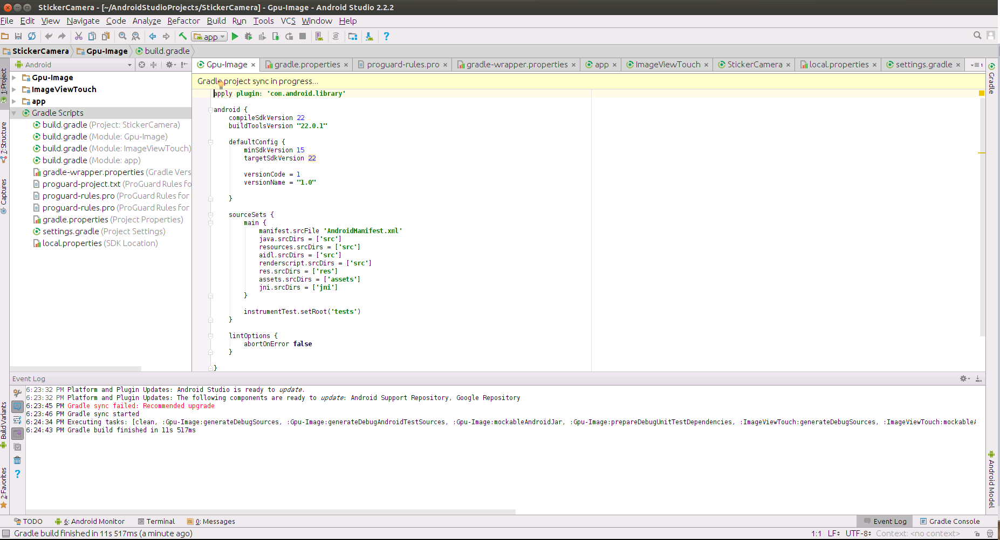 StickerCamera - [~/AndroidStudioProjects/StickerCamera] - Gpu-Image - Android Studio 2.2.2
File Edit View Navigate Code Analyze Refactor Build Run Tools VCS Window Help
app
StickerCamera Gpu-Image build.gradle
Android
Gpu-Image gradle.properties proguard-rules.pro gradle-wrapper.properties app ImageViewTouch StickerCamera local.properties settings.gradle
1
1: Project
7: Structure
Captures
Build Variants
2: Favorites
Gpu-Image
ImageViewTouch
app
Gradle Scripts
build.gradle (Project: StickerCamera)
build.gradle (Module: Gpu-Image)
build.gradle (Module: ImageViewTouch)
build.gradle (Module: app)
gradle-wrapper.properties (Gradle Vers
proguard-project.txt (ProGuard Rules fo
proguard-rules.pro (ProGuard Rules for
proguard-rules.pro (ProGuard Rules for
gradle.properties (Project Properties)
settings.gradle (Project Settings)
local.properties (SDK Location)
Gradle project sync in progress...
apply plugin: 'com.android.library'
android {
compileSdkVersion 22
buildToolsVersion "22.0.1"
defaultConfig {
minSdkVersion 15
targetSdkVersion 22
versionCode = 1
versionName = "1.0"
}
sourceSets {
main {
manifest.srcFile 'AndroidManifest.xml'
java.srcDirs = ['src']
resources.srcDirs = ['src']
aidl.srcDirs = ['src']
renderscript.srcDirs = ['src']
res.srcDirs = ['res']
assets.srcDirs = ['assets']
jni.srcDirs = ['jni']
}
instrumentTest.setRoot('tests')
}
lintOptions {
abortOnError false
}
}
Gradle
Android Model
Event Log
6:23:32 PM Platform and Plugin Updates: Android Studio is ready to update.
6:23:32 PM Platform and Plugin Updates: The following components are ready to update: Android Support Repository, Google Repository
6:23:45 PM Gradle sync failed: Recommended upgrade
6:23:46 PM Gradle sync started
6:24:34 PM Executing tasks: [clean, :Gpu-Image:generateDebugSources, :Gpu-Image:generateDebugAndroidTestSources, :Gpu-Image:mockableAndroidJar, :Gpu-Image:prepareDebugUnitTestDependencies, :ImageViewTouch:generateDebugSources, :ImageViewTouch:mockableA
6:24:43 PM Gradle build finished in 11s 517ms
TODO 6: Android Monitor Terminal 0: Messages Event Log Gradle Console
Gradle build finished in 11s 517ms (a minute ago) 1:1 LF UTF-8 Context: <no context>